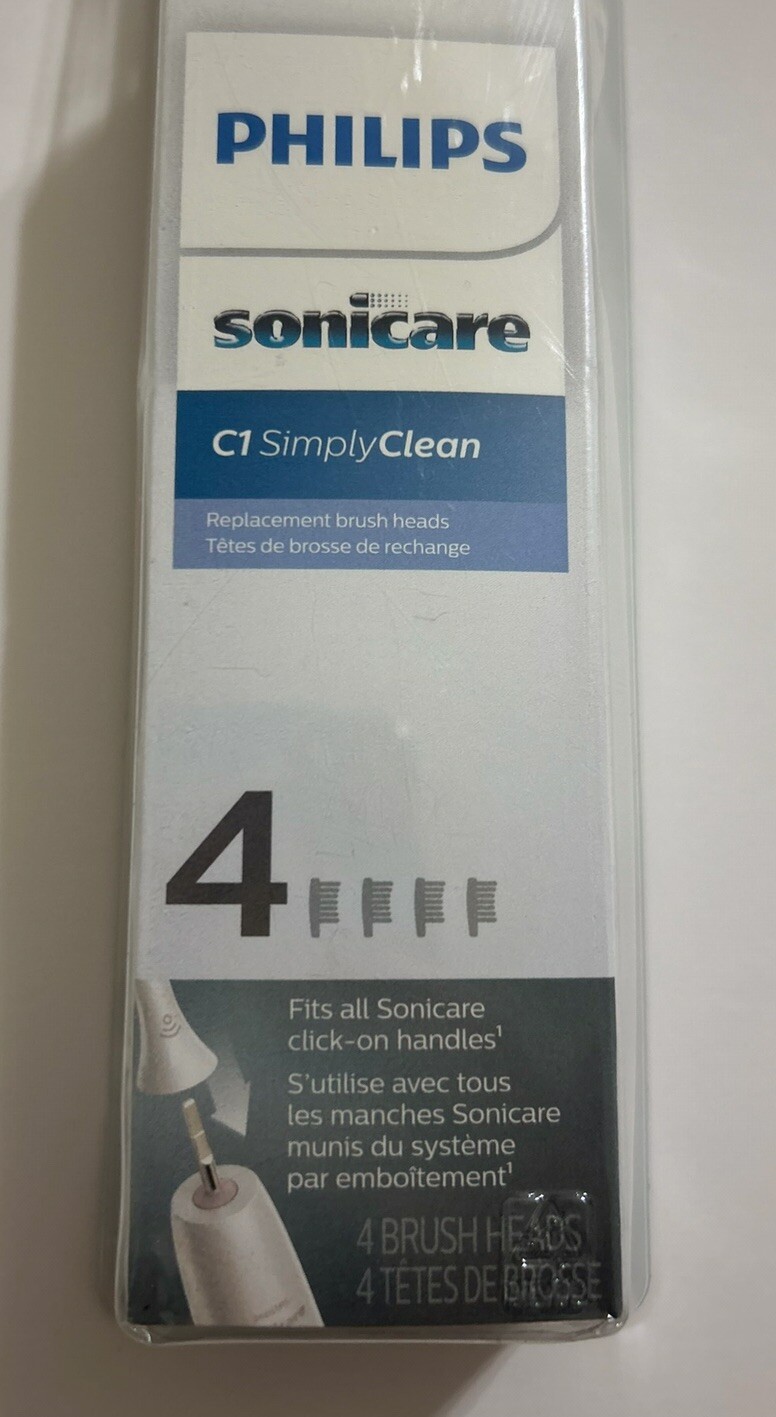 PHILIPS
sonicare
C1 SimplyClean
Replacement brush heads
Têtes de brosse de rechange
4
Fits all Sonicare
click-on handles¹
S'utilise avec tous
les manches Sonicare
munis du système
par emboîtement¹
4 BRUSH HEADS
4 TÊTES DE BROSSE